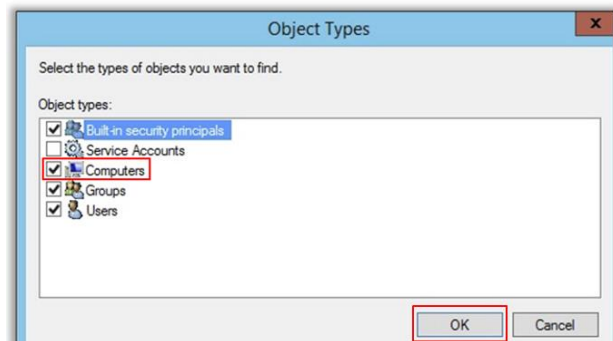 Object Types
x
Select the types of objects you want to find.
Object types:
Built-in security principals
Service Accounts
Computers
Groups
Users
OK Cancel